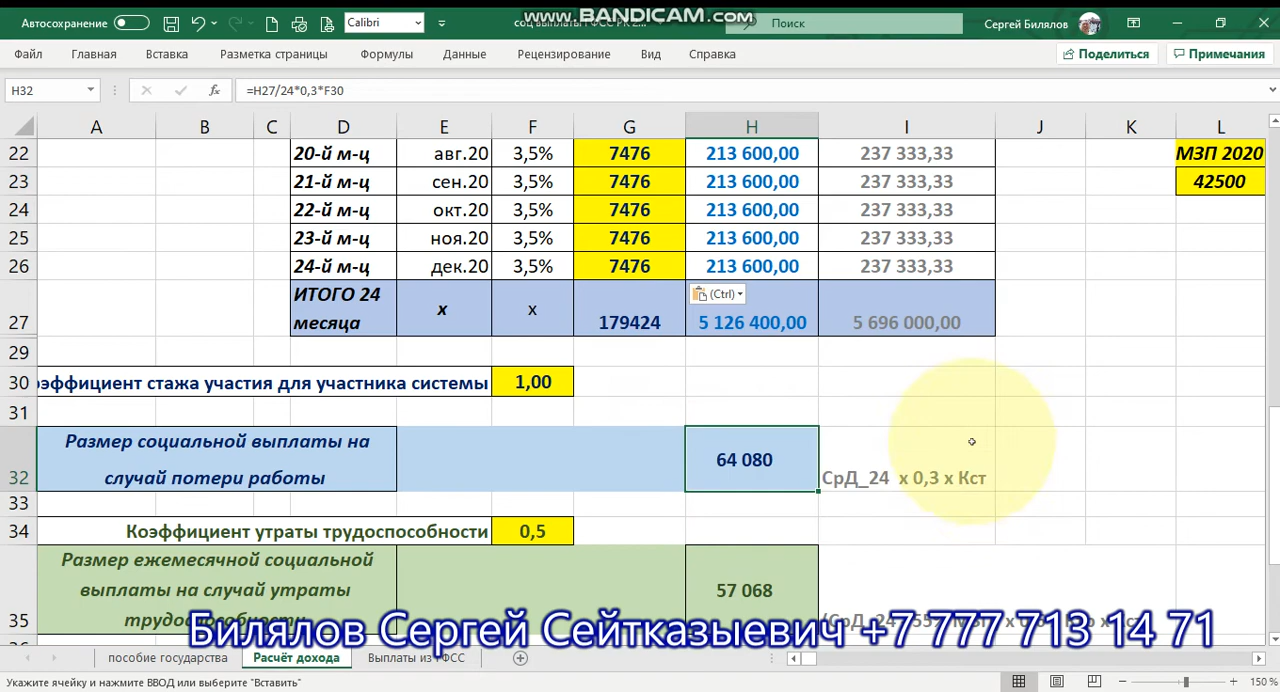 Автосохранение
Calibri
соц выплаты ГФСС РК 2...
www.BANDICAM.com
Поиск
Сергей Билялов
Файл Главная Вставка Разметка страницы Формулы Данные Рецензирование Вид Справка Поделиться Примечания
H32 fx =H27/24*0,3*F30
A B C D E F G H I J K L
22 20-й м-ц авг.20 3,5% 7476 213 600,00 237 333,33 МЗП 2020
23 21-й м-ц сен.20 3,5% 7476 213 600,00 237 333,33 42500
24 22-й м-ц окт.20 3,5% 7476 213 600,00 237 333,33
25 23-й м-ц ноя.20 3,5% 7476 213 600,00 237 333,33
26 24-й м-ц дек.20 3,5% 7476 213 600,00 237 333,33
ИТОГО 24 (Ctrl)
27 месяца x x 179424 5 126 400,00 5 696 000,00
29
30 оэффициент стажа участия для участника системы 1,00
31
Размер социальной выплаты на
32 случай потери работы 64 080 СрД_24 x 0,3 x Кст
33
34 Коэффициент утраты трудоспособности 0,5
Размер ежемесячной социальной
выплаты на случай утраты 57 068
35 трудоспособности
Билялов Сергей Сейтказыевич +7 777 713 14 71
пособие государства Расчёт дохода Выплаты из ГФСС
Укажите ячейку и нажмите ВВОД или выберите "Вставить" 150 %